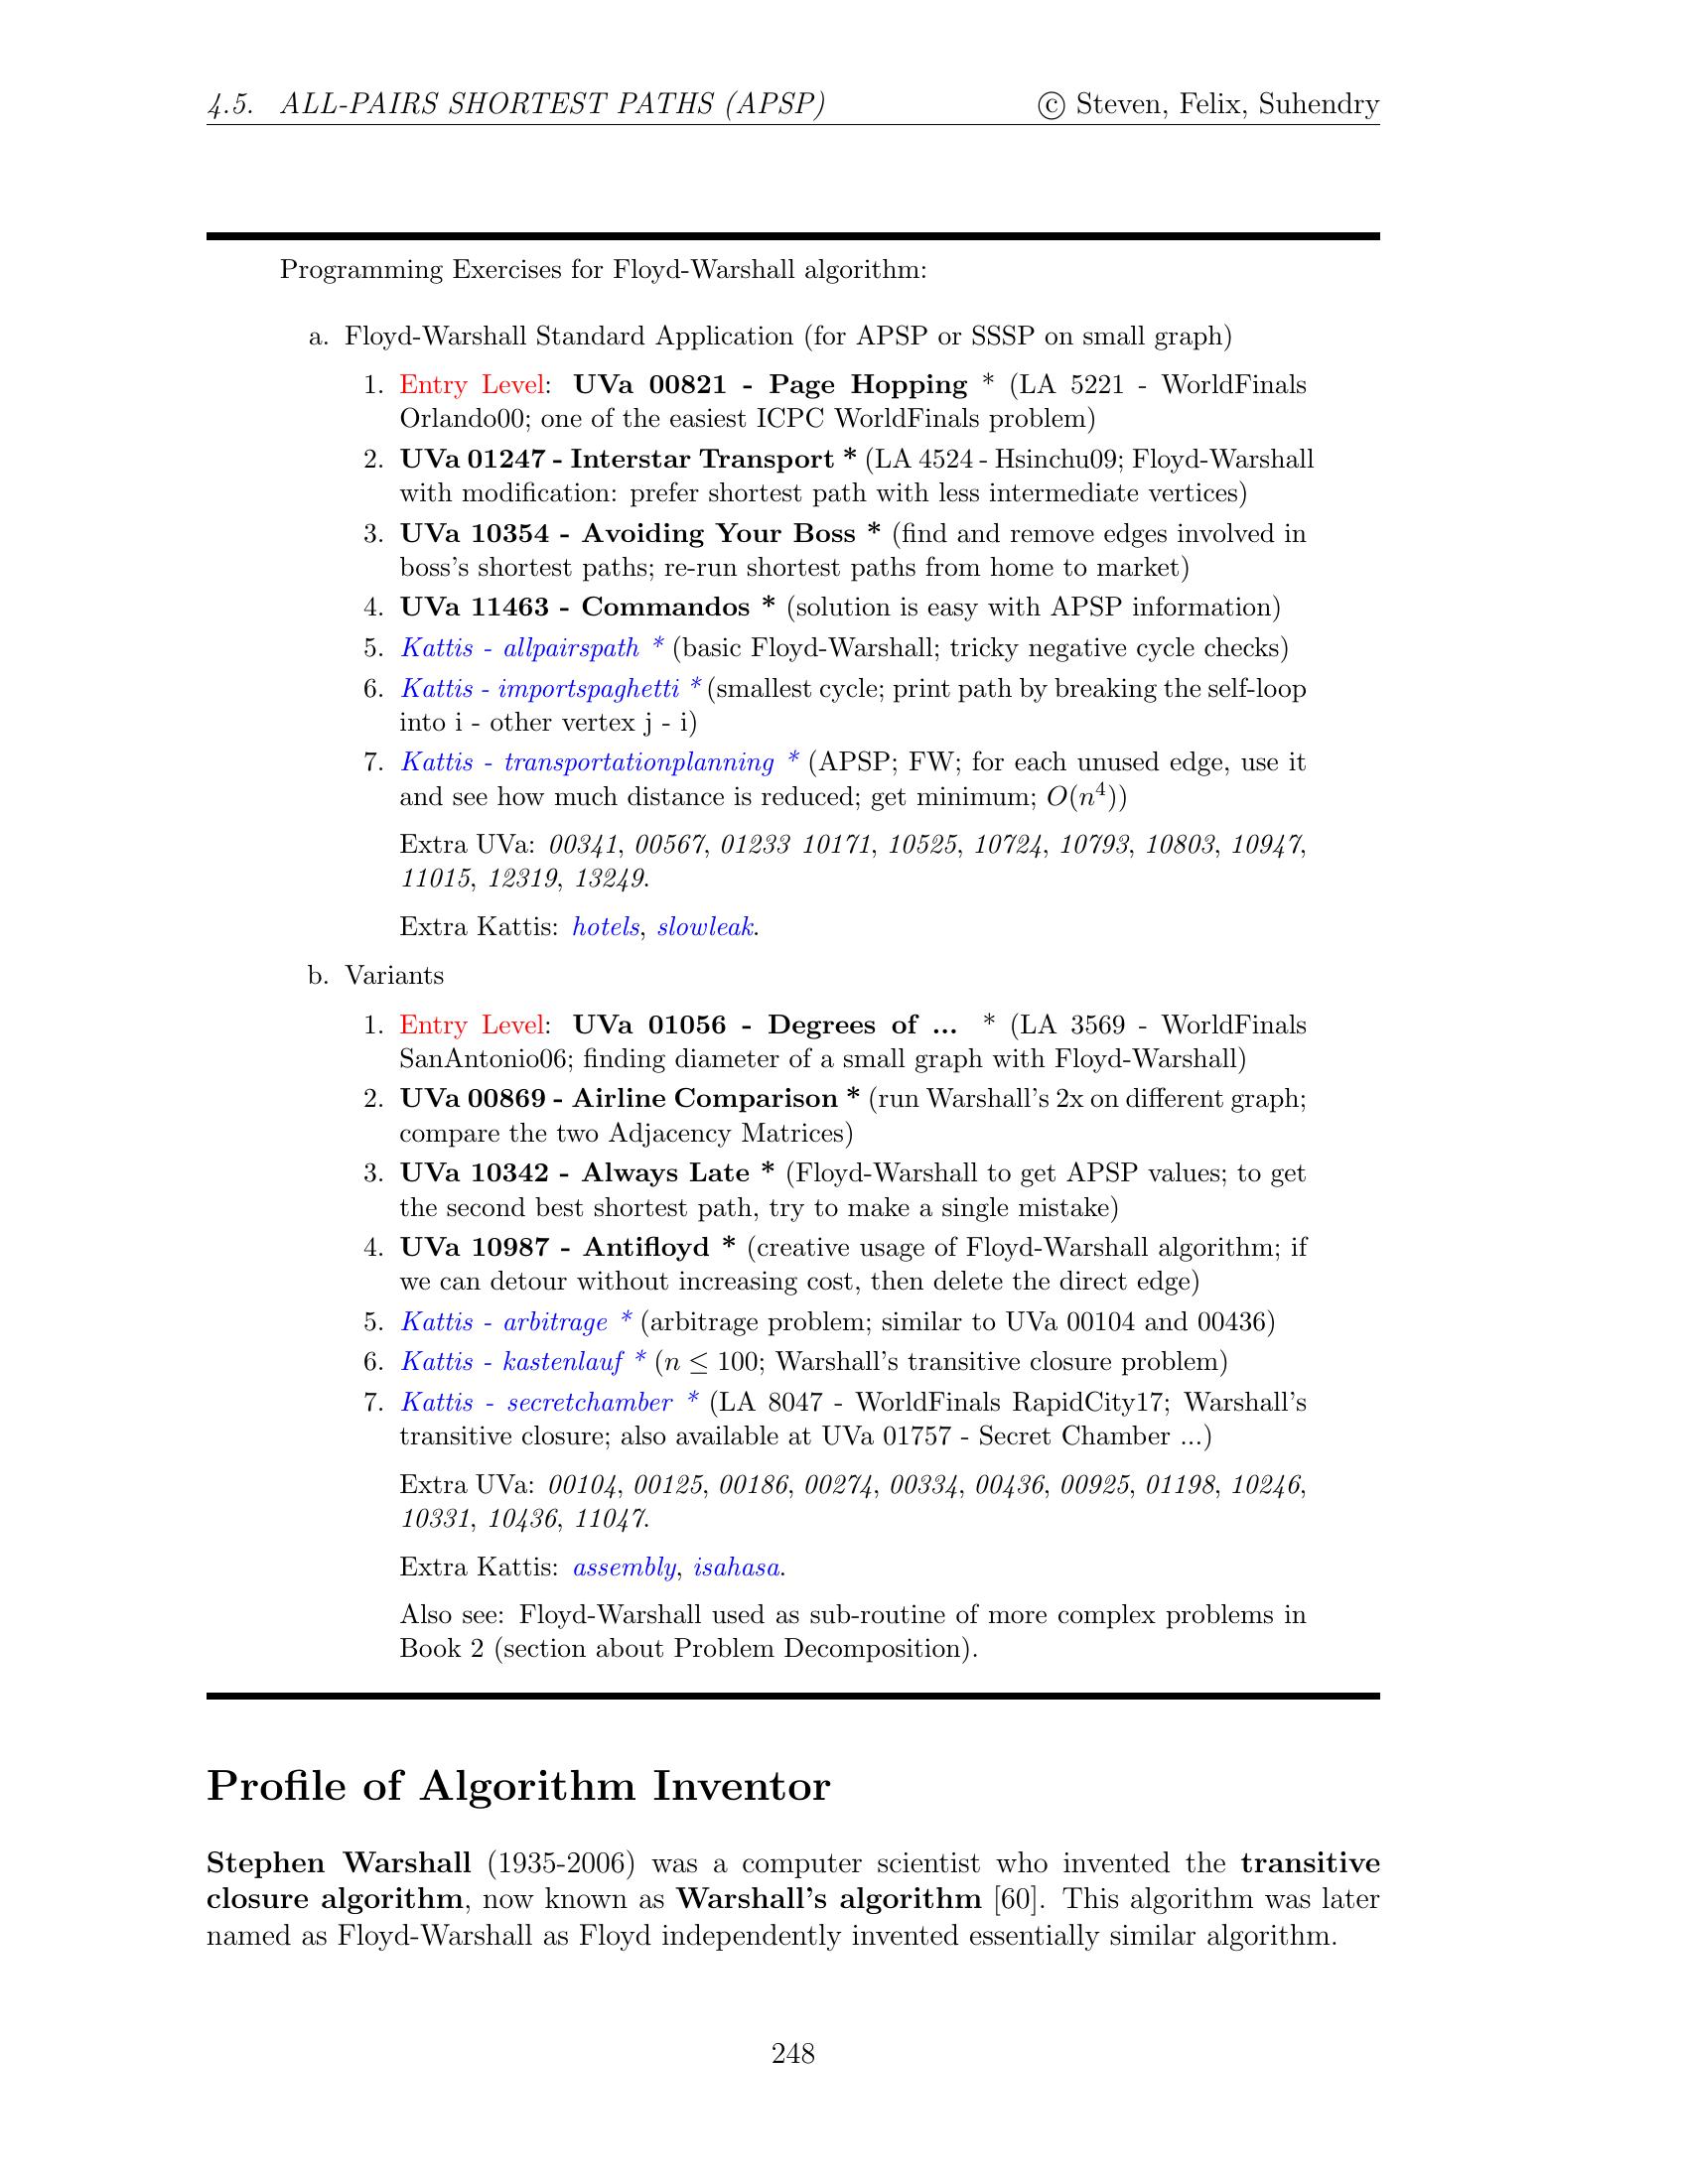 4.5. ALL-PAIRS SHORTEST PATHS (APSP) © Steven, Felix, Suhendry
Programming Exercises for Floyd-Warshall algorithm:
a. Floyd-Warshall Standard Application (for APSP or SSSP on small graph)
1. Entry Level: UVa 00821 - Page Hopping * (LA 5221 - WorldFinals
Orlando00; one of the easiest ICPC WorldFinals problem)
2. UVa 01247 - Interstar Transport * (LA 4524 - Hsinchu09; Floyd-Warshall
with modification: prefer shortest path with less intermediate vertices)
3. UVa 10354 - Avoiding Your Boss * (find and remove edges involved in
boss's shortest paths; re-run shortest paths from home to market)
4. UVa 11463 - Commandos * (solution is easy with APSP information)
5. Kattis - allpairspath * (basic Floyd-Warshall; tricky negative cycle checks)
6. Kattis - importspaghetti * (smallest cycle; print path by breaking the self-loop
into i - other vertex j - i)
7. Kattis - transportationplanning * (APSP; FW; for each unused edge, use it
and see how much distance is reduced; get minimum; O(n⁴))
Extra UVa: 00341, 00567, 01233 10171, 10525, 10724, 10793, 10803, 10947,
11015, 12319, 13249.
Extra Kattis: hotels, slowleak.
b. Variants
1. Entry Level: UVa 01056 - Degrees of ... * (LA 3569 - WorldFinals
SanAntonio06; finding diameter of a small graph with Floyd-Warshall)
2. UVa 00869 - Airline Comparison * (run Warshall's 2x on different graph;
compare the two Adjacency Matrices)
3. UVa 10342 - Always Late * (Floyd-Warshall to get APSP values; to get
the second best shortest path, try to make a single mistake)
4. UVa 10987 - Antifloyd * (creative usage of Floyd-Warshall algorithm; if
we can detour without increasing cost, then delete the direct edge)
5. Kattis - arbitrage * (arbitrage problem; similar to UVa 00104 and 00436)
6. Kattis - kastenlauf * (n ≤ 100; Warshall's transitive closure problem)
7. Kattis - secretchamber * (LA 8047 - WorldFinals RapidCity17; Warshall's
transitive closure; also available at UVa 01757 - Secret Chamber ...)
Extra UVa: 00104, 00125, 00186, 00274, 00334, 00436, 00925, 01198, 10246,
10331, 10436, 11047.
Extra Kattis: assembly, isahasa.
Also see: Floyd-Warshall used as sub-routine of more complex problems in
Book 2 (section about Problem Decomposition).
Profile of Algorithm Inventor
Stephen Warshall (1935-2006) was a computer scientist who invented the transitive
closure algorithm, now known as Warshall's algorithm [60]. This algorithm was later
named as Floyd-Warshall as Floyd independently invented essentially similar algorithm.
248